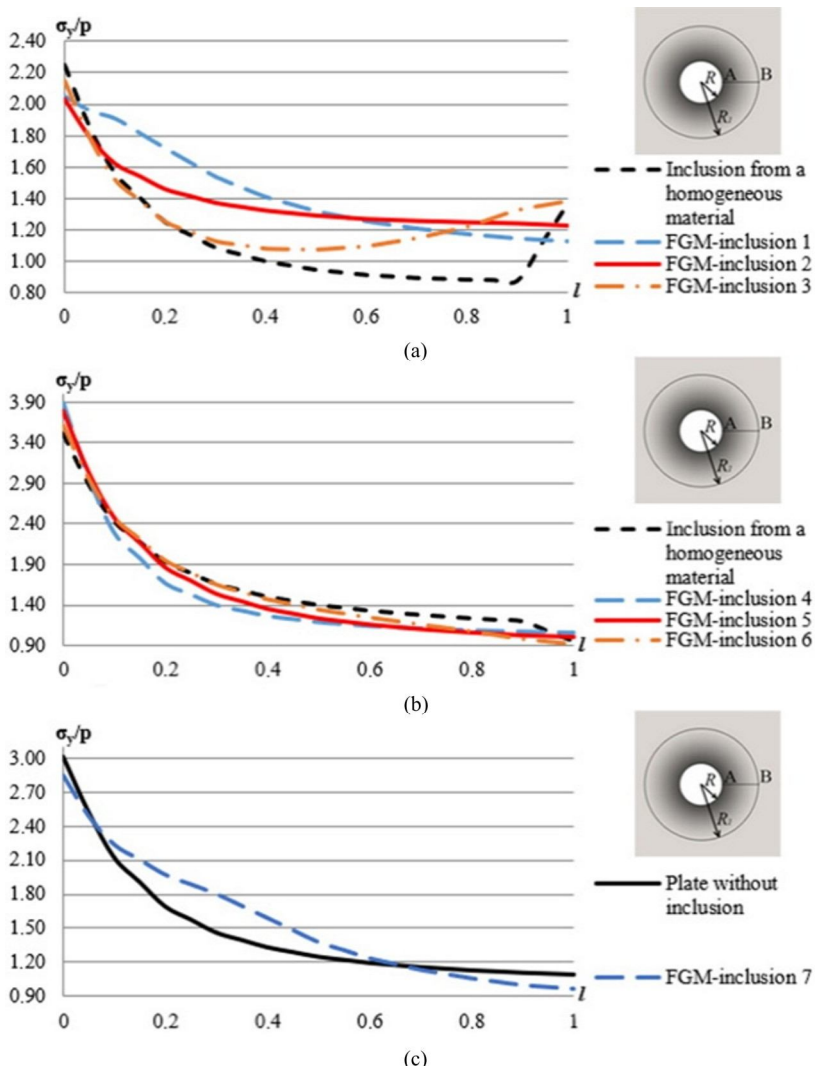 σy/p
2.40
2.20
2.00
1.80
1.60
1.40
1.20
1.00
0.80
0 0.2 0.4 0.6 0.8 1
l
R A B
R1
Inclusion from a
homogeneous
material
FGM-inclusion 1
FGM-inclusion 2
FGM-inclusion 3
(a)
σy/p
3.90
3.40
2.90
2.40
1.90
1.40
0.90
0 0.2 0.4 0.6 0.8 1
l
R A B
R1
Inclusion from a
homogeneous
material
FGM-inclusion 4
FGM-inclusion 5
FGM-inclusion 6
(b)
σy/p
3.00
2.70
2.40
2.10
1.80
1.50
1.20
0.90
0 0.2 0.4 0.6 0.8 1
l
R A B
R1
Plate without
inclusion
FGM-inclusion 7
(c)